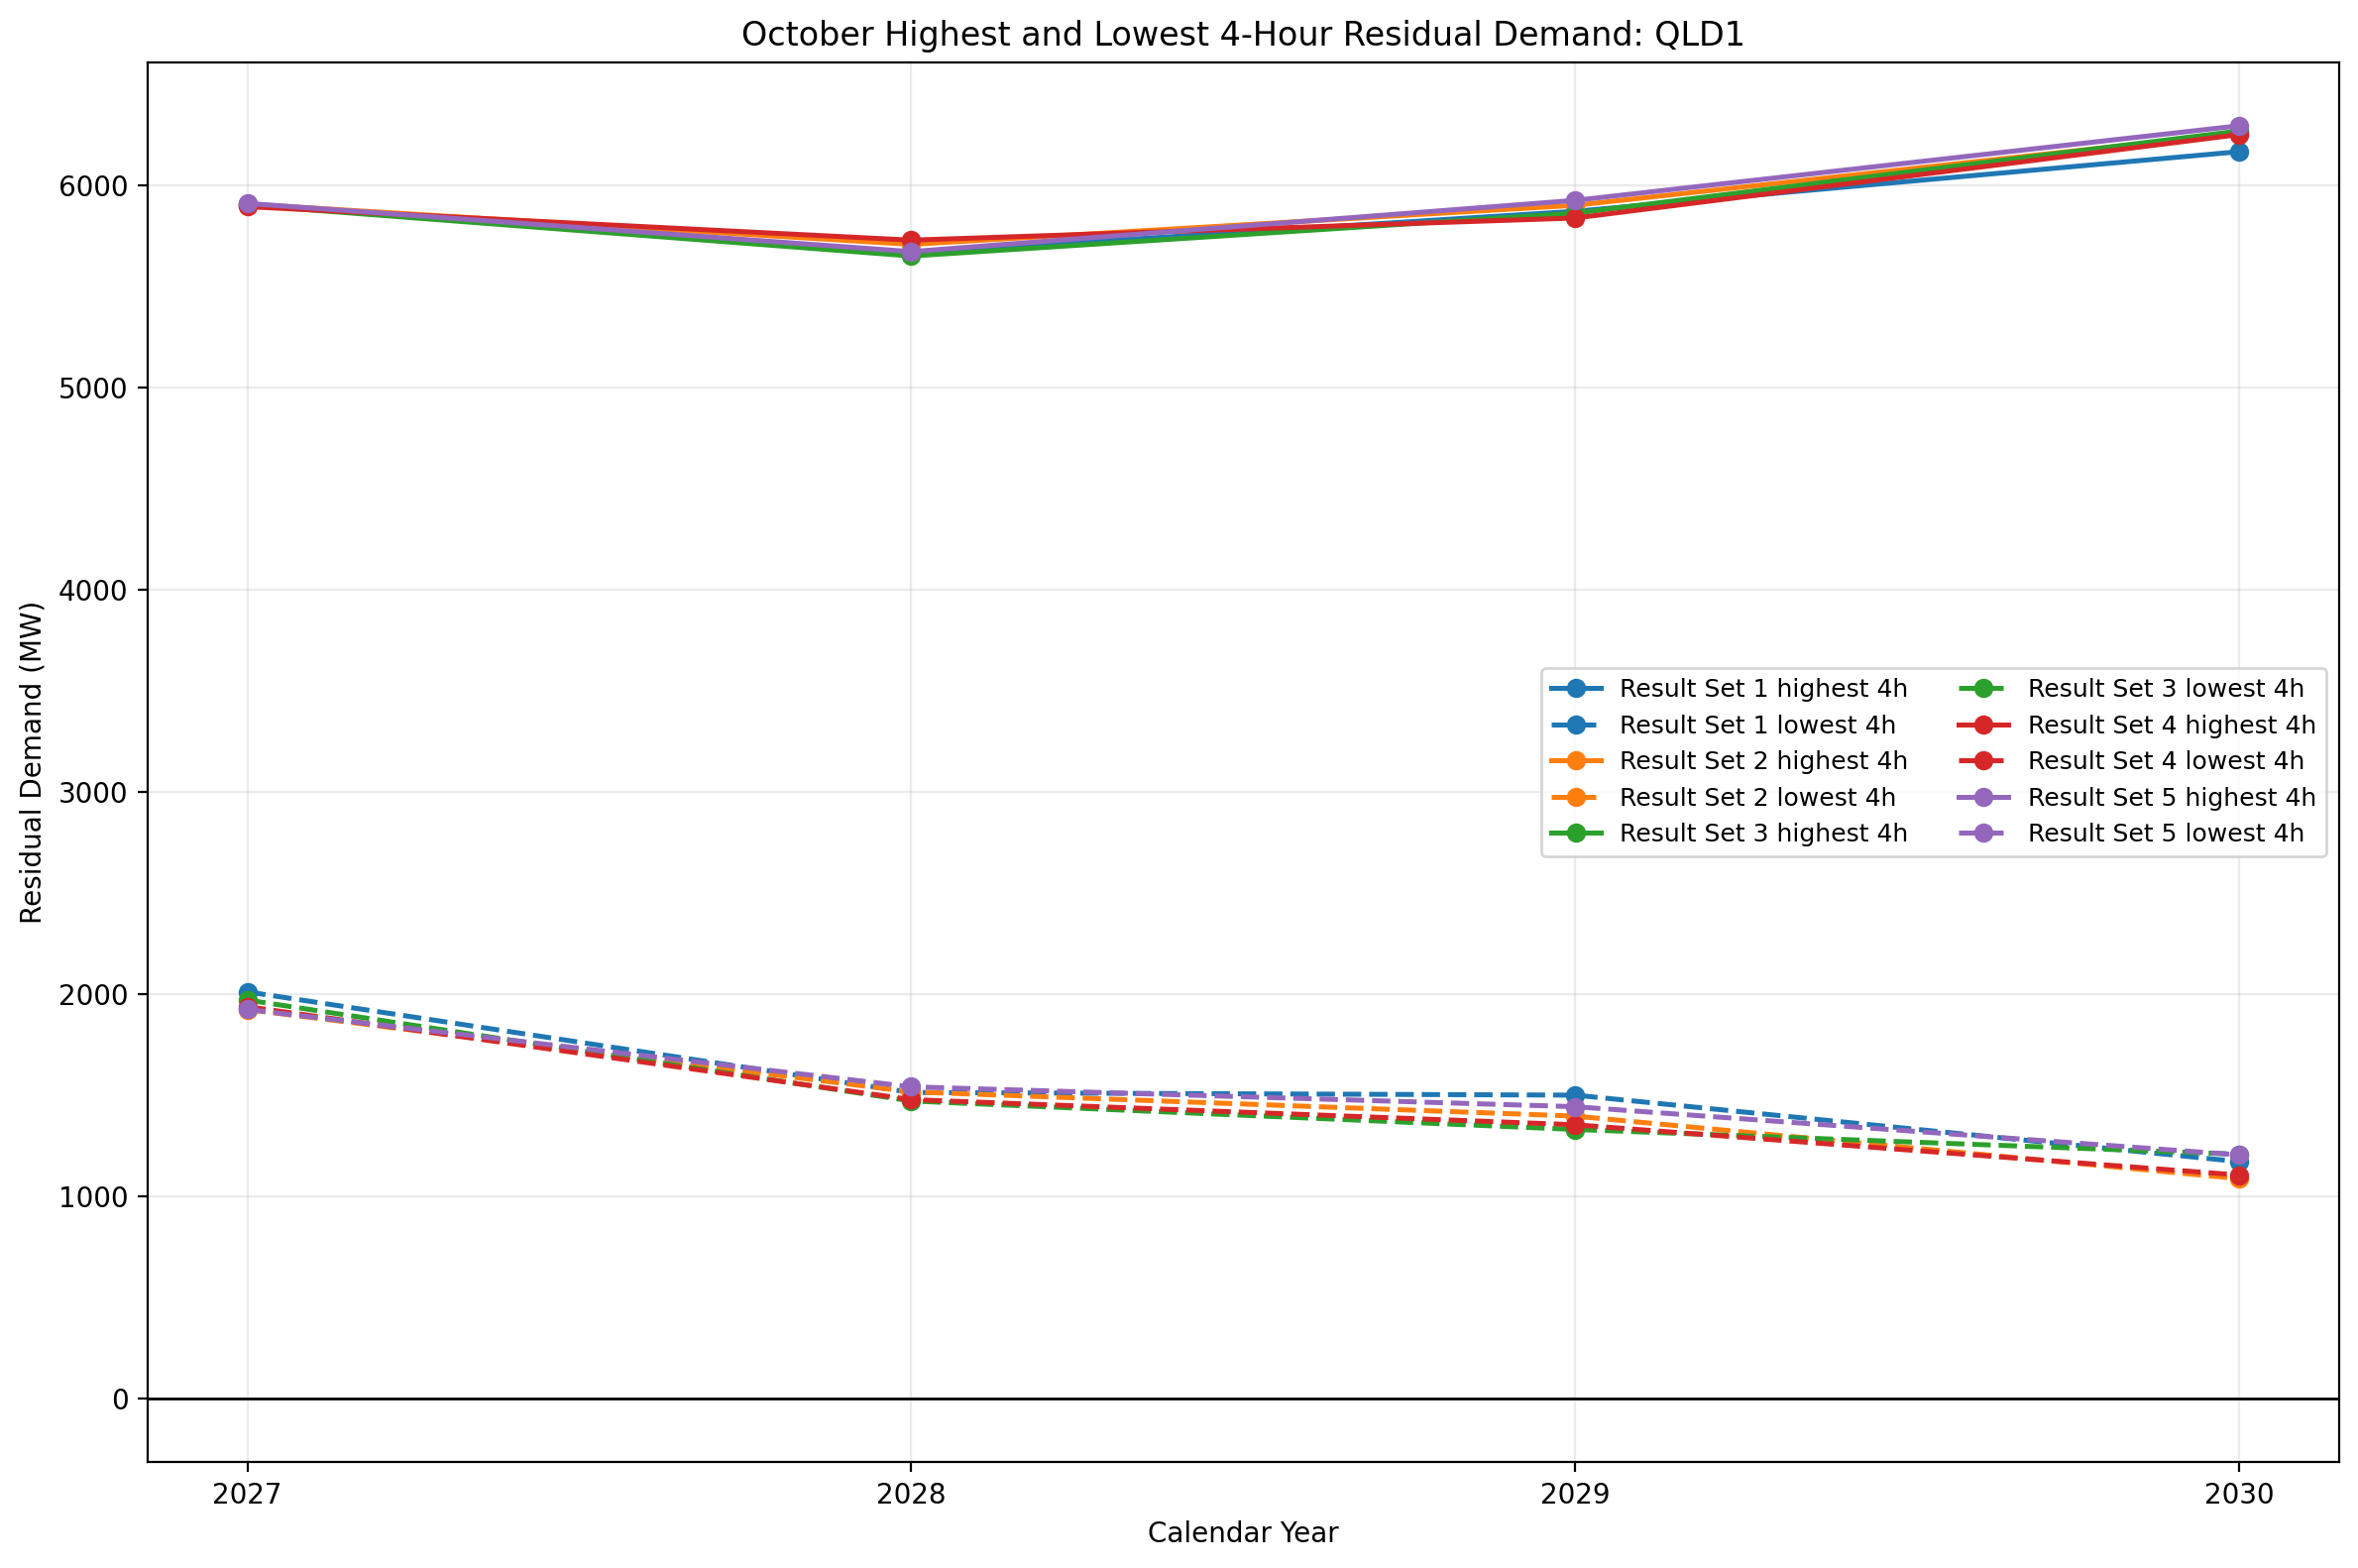 October Highest and Lowest 4-Hour Residual Demand: QLD1
Residual Demand (MW)
6000
5000
4000
3000
2000
1000
0
Result Set 1 highest 4h
Result Set 1 lowest 4h
Result Set 2 highest 4h
Result Set 2 lowest 4h
Result Set 3 highest 4h
Result Set 3 lowest 4h
Result Set 4 highest 4h
Result Set 4 lowest 4h
Result Set 5 highest 4h
Result Set 5 lowest 4h
2027
2028
2029
2030
Calendar Year